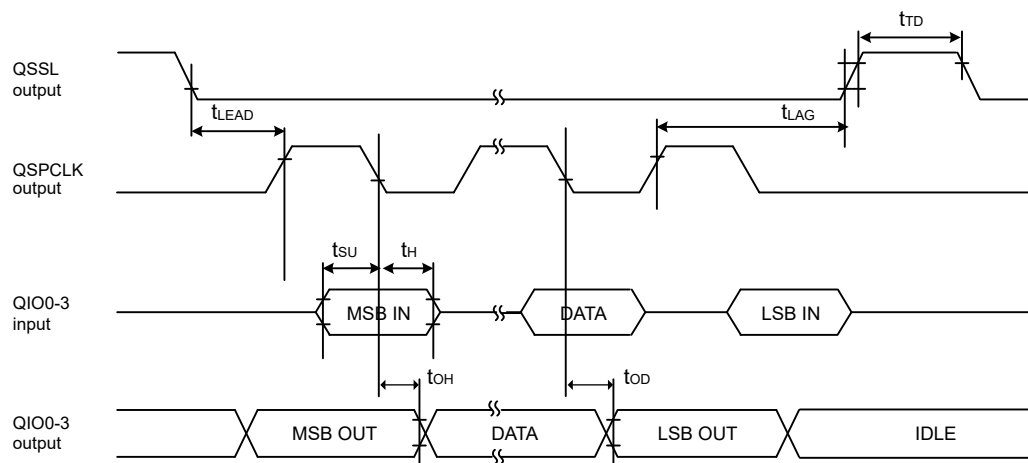 tTD
QSSL
output
tLEAD
tLAG
QSPCLK
output
tSU
tH
QIO0-3
input
MSB IN
DATA
LSB IN
tOH
tOD
QIO0-3
output
MSB OUT
DATA
LSB OUT
IDLE